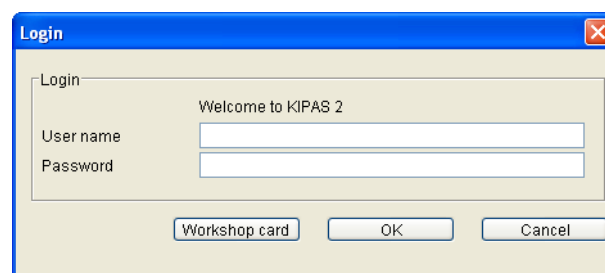 Login
Login
Welcome to KIPAS 2
User name
Password
Workshop card OK Cancel